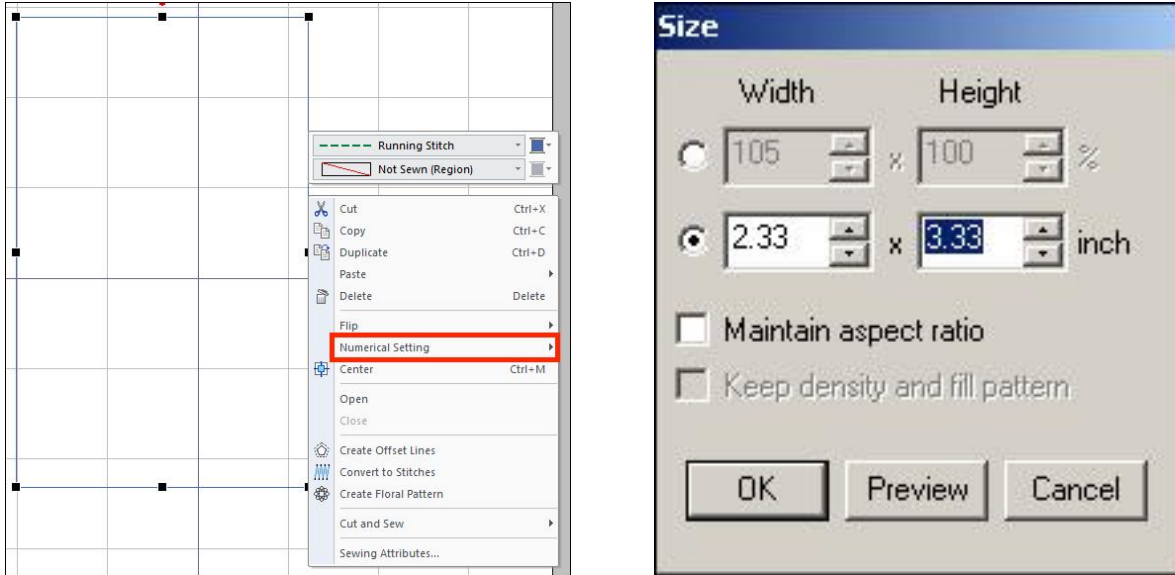 Running Stitch
Not Sewn (Region)
Cut Ctrl+X
Copy Ctrl+C
Duplicate Ctrl+D
Paste
Delete Delete
Flip
Numerical Setting
Center Ctrl+M
Open
Close
Create Offset Lines
Convert to Stitches
Create Floral Pattern
Cut and Sew
Sewing Attributes...
Size
Width Height
105 x 100 %
2.33 x 3.33 inch
Maintain aspect ratio
Keep density and fill pattern
OK Preview Cancel